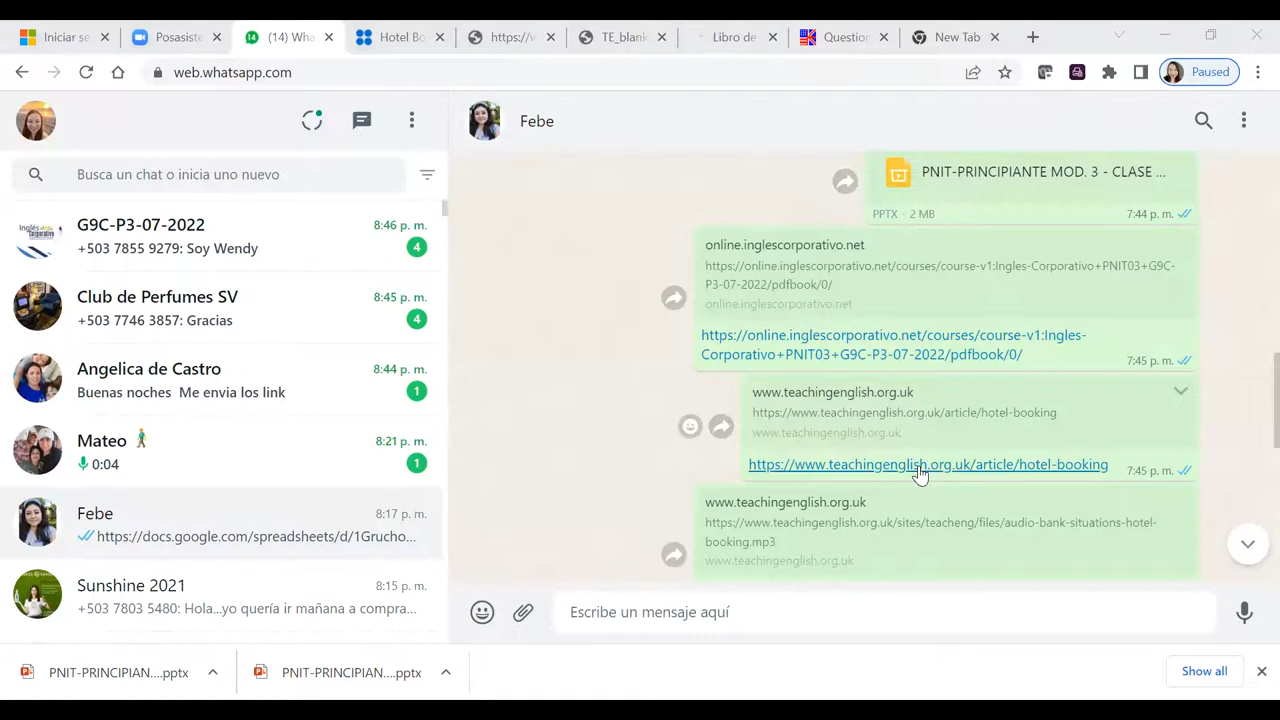 Iniciar se
Posasiste
(14) Wha
Hotel Bo
https://v
TE_blank
Libro de
Question
New Tab
web.whatsapp.com
Paused
Febe
Busca un chat o inicia uno nuevo
G9C-P3-07-2022
8:46 p. m.
+503 7855 9279: Soy Wendy
4
Club de Perfumes SV
8:45 p. m.
+503 7746 3857: Gracias
4
Angelica de Castro
8:44 p. m.
Buenas noches Me envia los link
1
Mateo
8:21 p. m.
0:04
1
Febe
8:17 p. m.
https://docs.google.com/spreadsheets/d/1Grucho...
Sunshine 2021
8:15 p. m.
+503 7803 5480: Hola...yo quería ir mañana a compra...
PNIT-PRINCIPIANTE MOD. 3 - CLASE ...
PPTX · 2 MB
7:44 p. m.
online.inglescorporativo.net
https://online.inglescorporativo.net/courses/course-v1:Ingles-Corporativo+PNIT03+G9C-
P3-07-2022/pdfbook/0/
online.inglescorporativo.net
https://online.inglescorporativo.net/courses/course-v1:Ingles-
Corporativo+PNIT03+G9C-P3-07-2022/pdfbook/0/
7:45 p. m.
www.teachingenglish.org.uk
https://www.teachingenglish.org.uk/article/hotel-booking
www.teachingenglish.org.uk
https://www.teachingenglish.org.uk/article/hotel-booking
7:45 p. m.
www.teachingenglish.org.uk
https://www.teachingenglish.org.uk/sites/teacheng/files/audio-bank-situations-hotel-
booking.mp3
www.teachingenglish.org.uk
Escribe un mensaje aquí
PNIT-PRINCIPIAN....pptx
PNIT-PRINCIPIAN....pptx
Show all